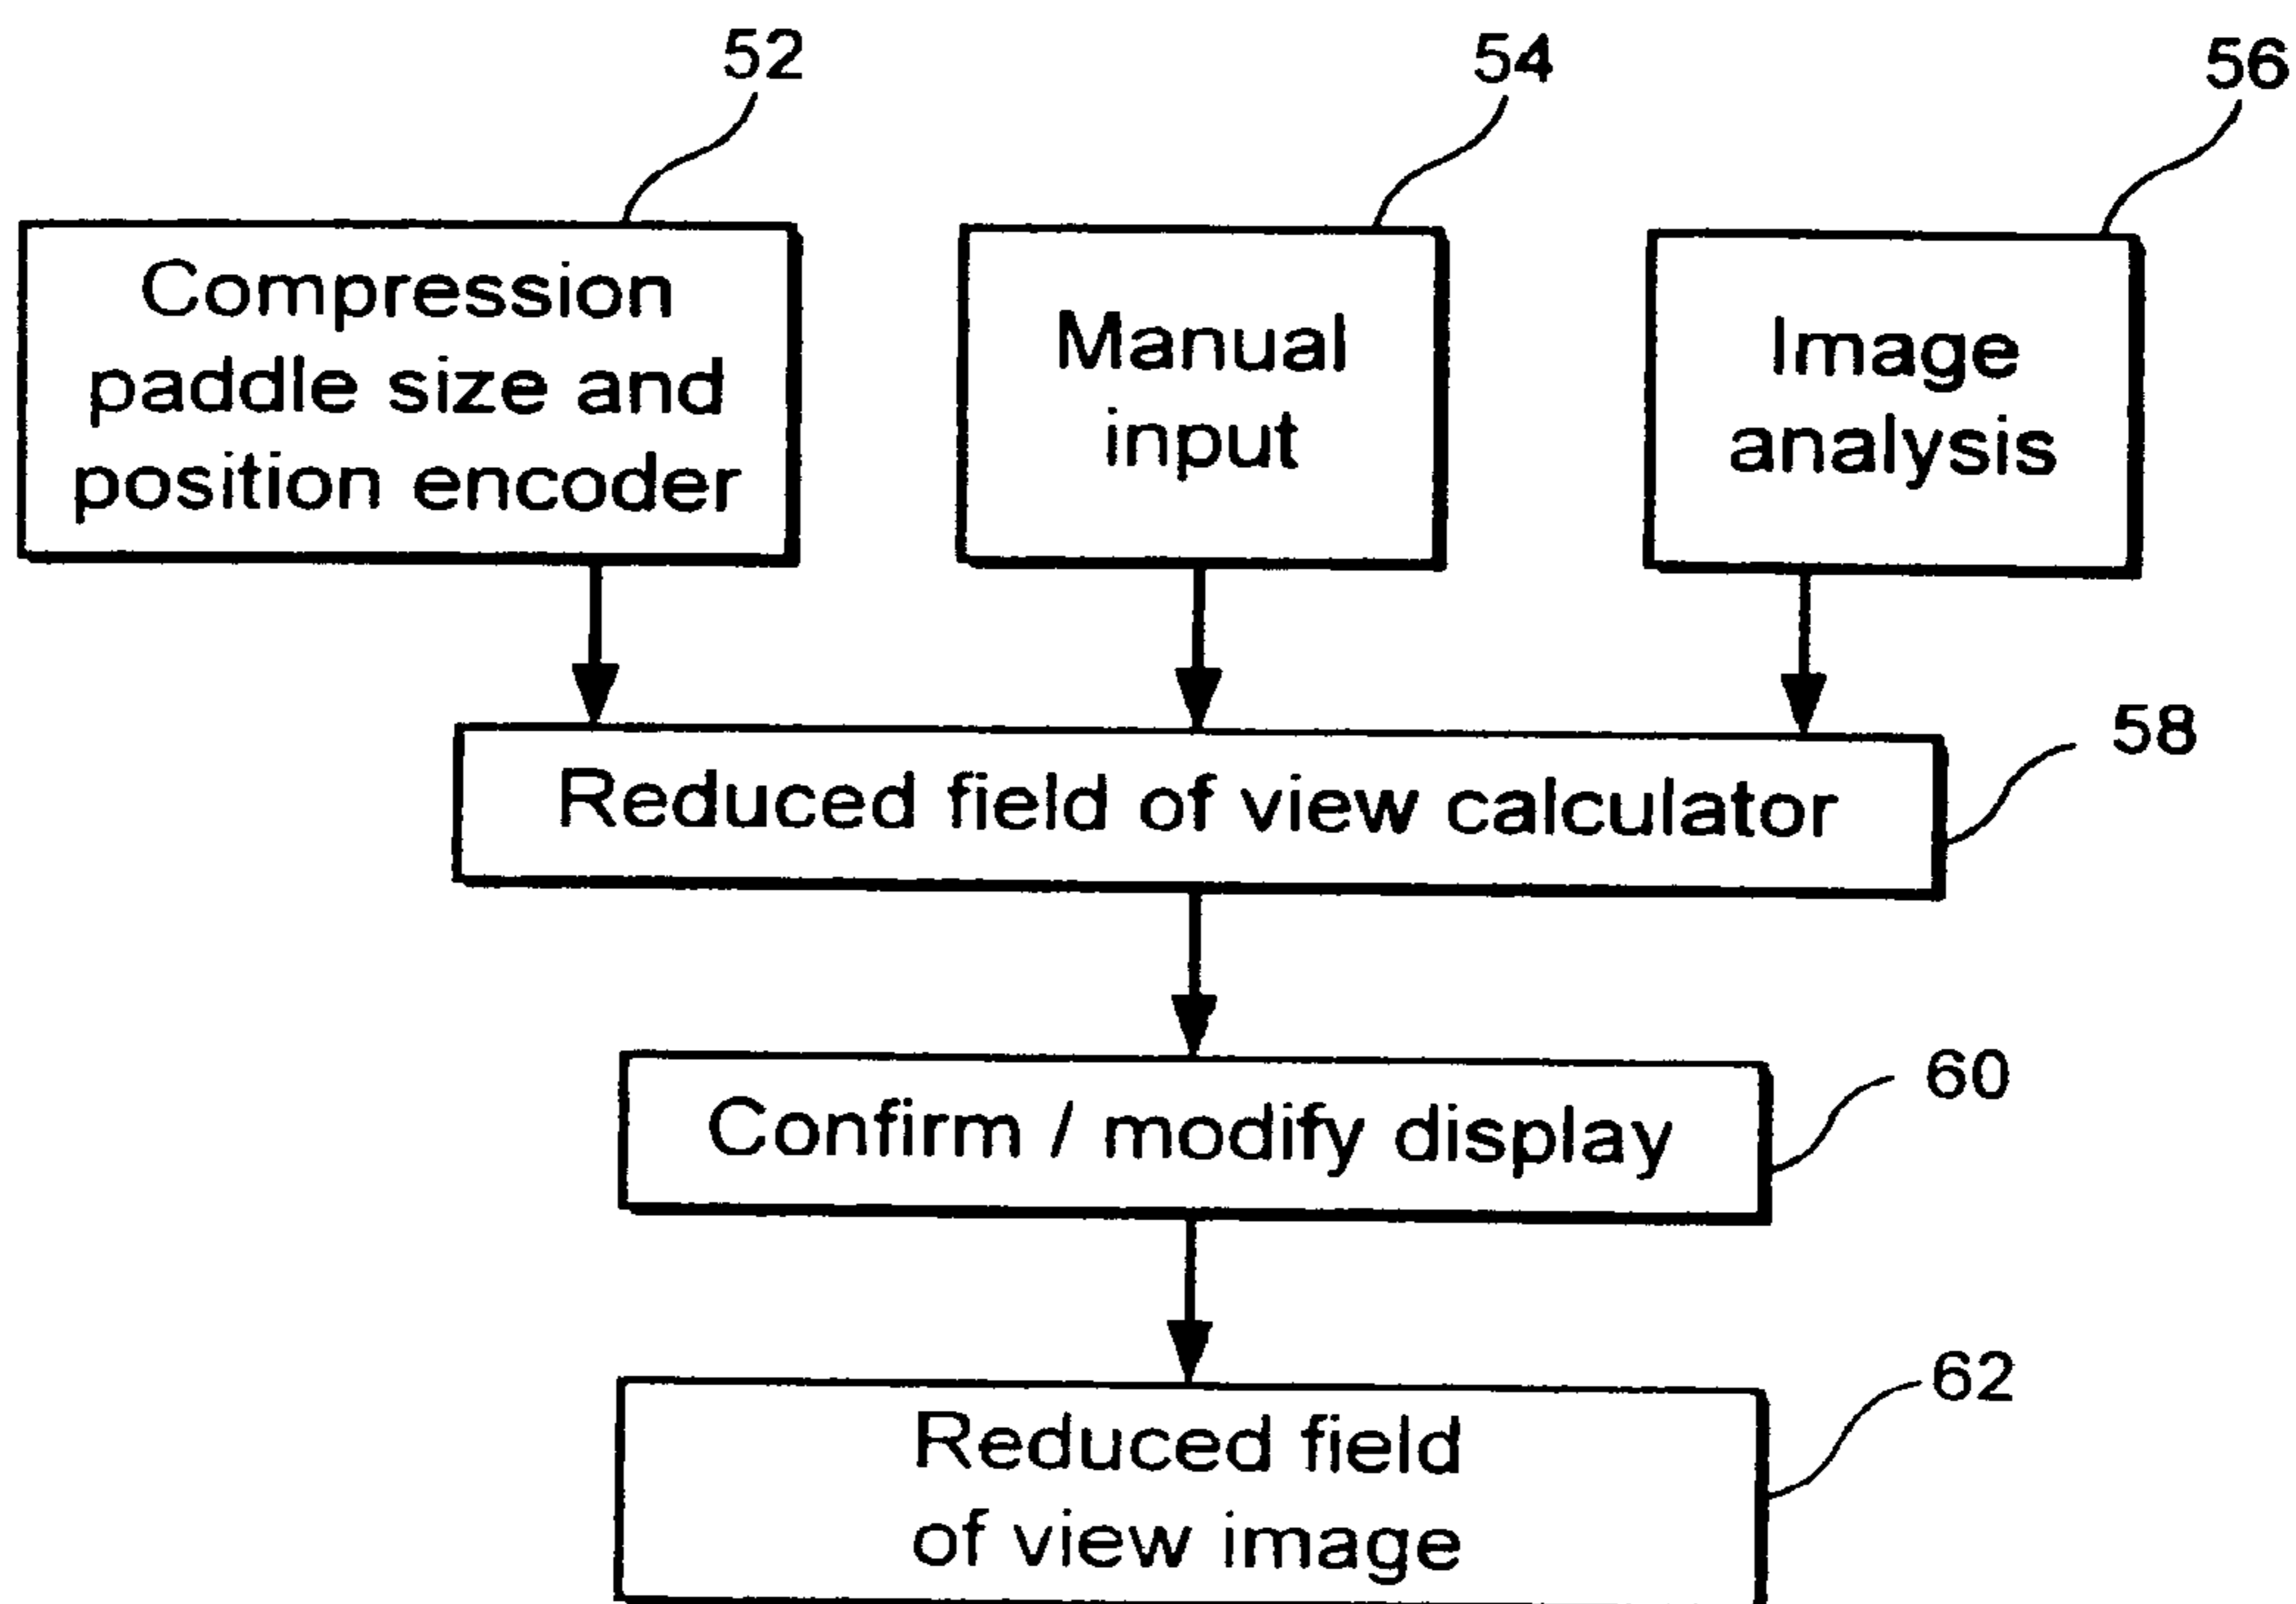 52
54
56
Compression
paddle size and
position encoder
Manual
input
Image
analysis
58
Reduced field of view calculator
60
Confirm / modify display
62
Reduced field
of view image